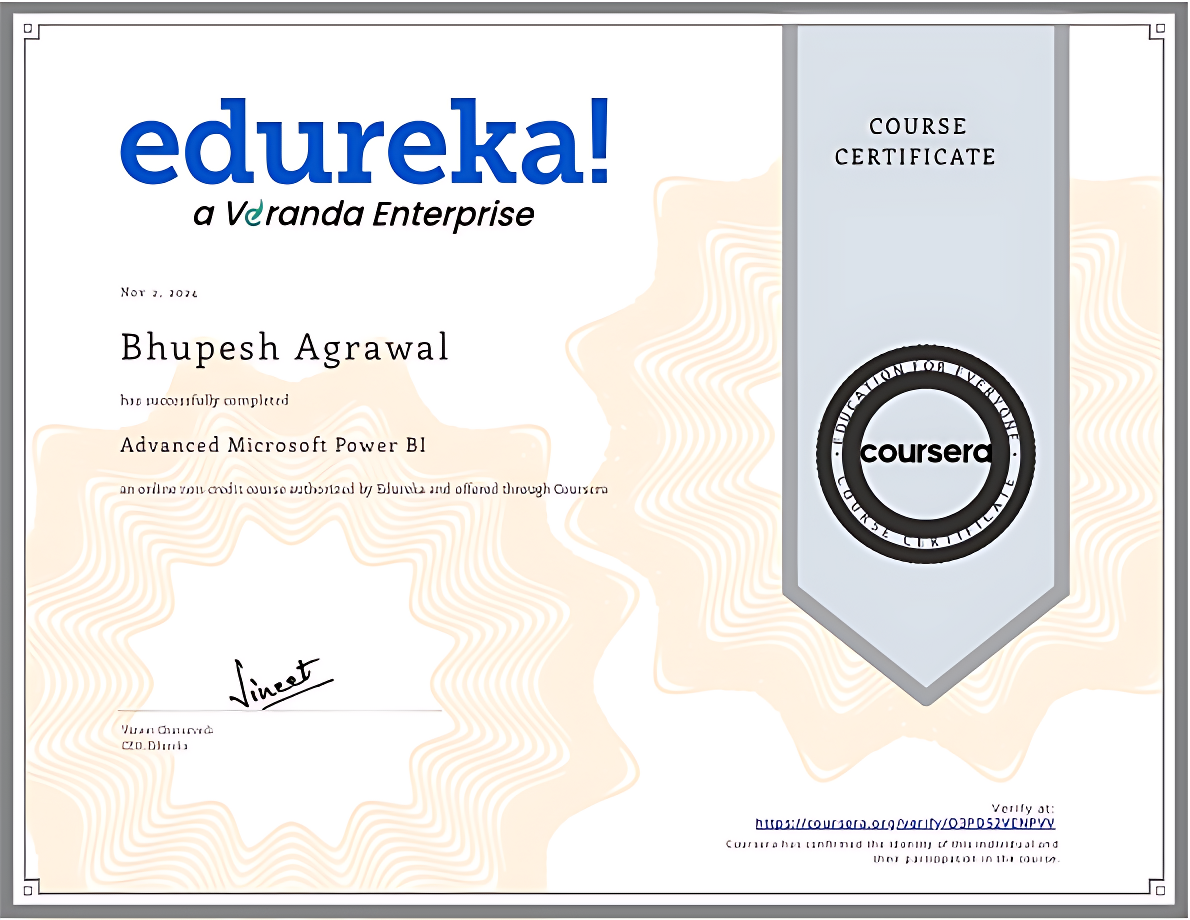 edureka!
a Veranda Enterprise
COURSE
CERTIFICATE
Nov 2, 2024
Bhupesh Agrawal
has successfully completed
Advanced Microsoft Power BI
an online non-credit course authorized by Edureka and offered through Coursera
EDUCATION FOR EVERYONE
coursera
COURSE CERTIFICATE
Vineet
CEO, Edureka
Verify at:
https://coursera.org/verify/
Coursera has confirmed the identity of this individual and
their participation in the course.